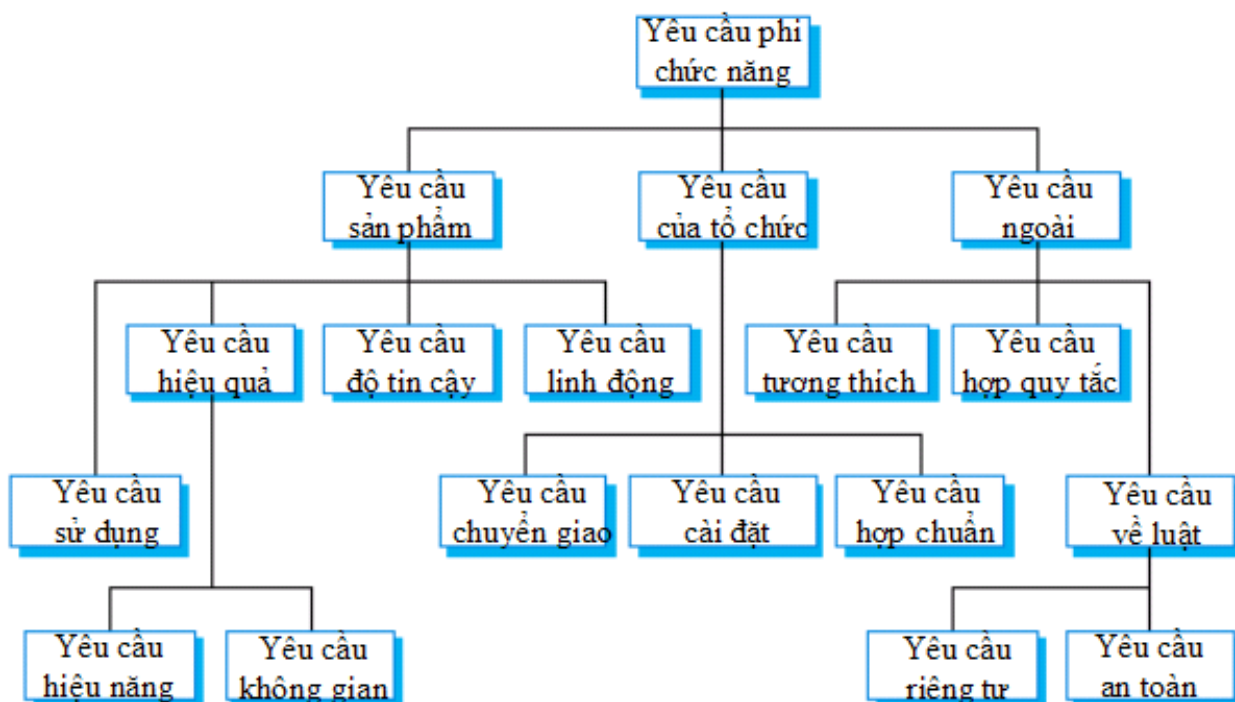 Yêu cầu phi
chức năng
Yêu cầu
sản phẩm
Yêu cầu
của tổ chức
Yêu cầu
ngoài
Yêu cầu
hiệu quả
Yêu cầu
độ tin cậy
Yêu cầu
linh động
Yêu cầu
tương thích
Yêu cầu
hợp quy tắc
Yêu cầu
sử dụng
Yêu cầu
chuyển giao
Yêu cầu
cài đặt
Yêu cầu
hợp chuẩn
Yêu cầu
về luật
Yêu cầu
hiệu năng
Yêu cầu
không gian
Yêu cầu
riêng tư
Yêu cầu
an toàn